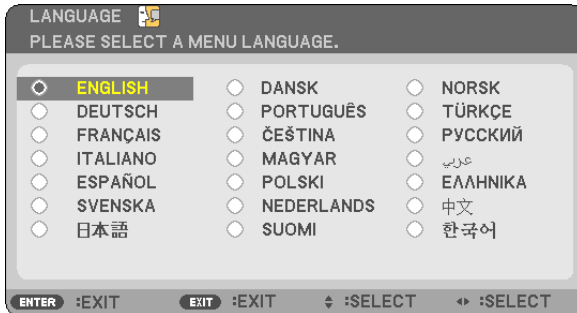 LANGUAGE
PLEASE SELECT A MENU LANGUAGE.
ENGLISH DANSK NORSK
DEUTSCH PORTUGUÊS TÜRKÇE
FRANÇAIS ČEŠTINA РУССКИЙ
ITALIANO MAGYAR عربي
ESPAÑOL POLSKI ΕΛΛΗΝΙΚΑ
SVENSKA NEDERLANDS 中文
日本語 SUOMI 한국어
ENTER :EXIT EXIT :EXIT :SELECT :SELECT